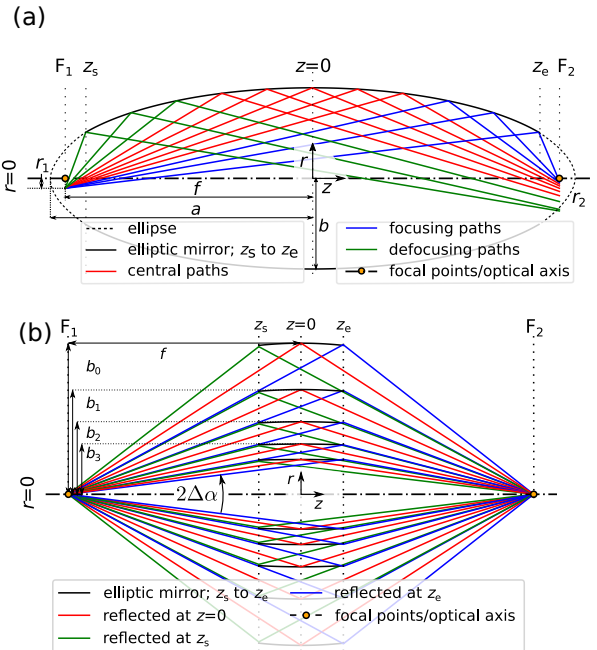 (a)
F1 zs z=0 ze F2
r1 r z r2
r=0
f
a
b
ellipse
elliptic mirror; zs to ze
central paths
focusing paths
defocusing paths
focal points/optical axis
(b)
F1 zs z=0 ze F2
f
b0
b1
b2
b3
r
2Δα z
r=0
elliptic mirror; zs to ze
reflected at z=0
reflected at zs
reflected at ze
focal points/optical axis